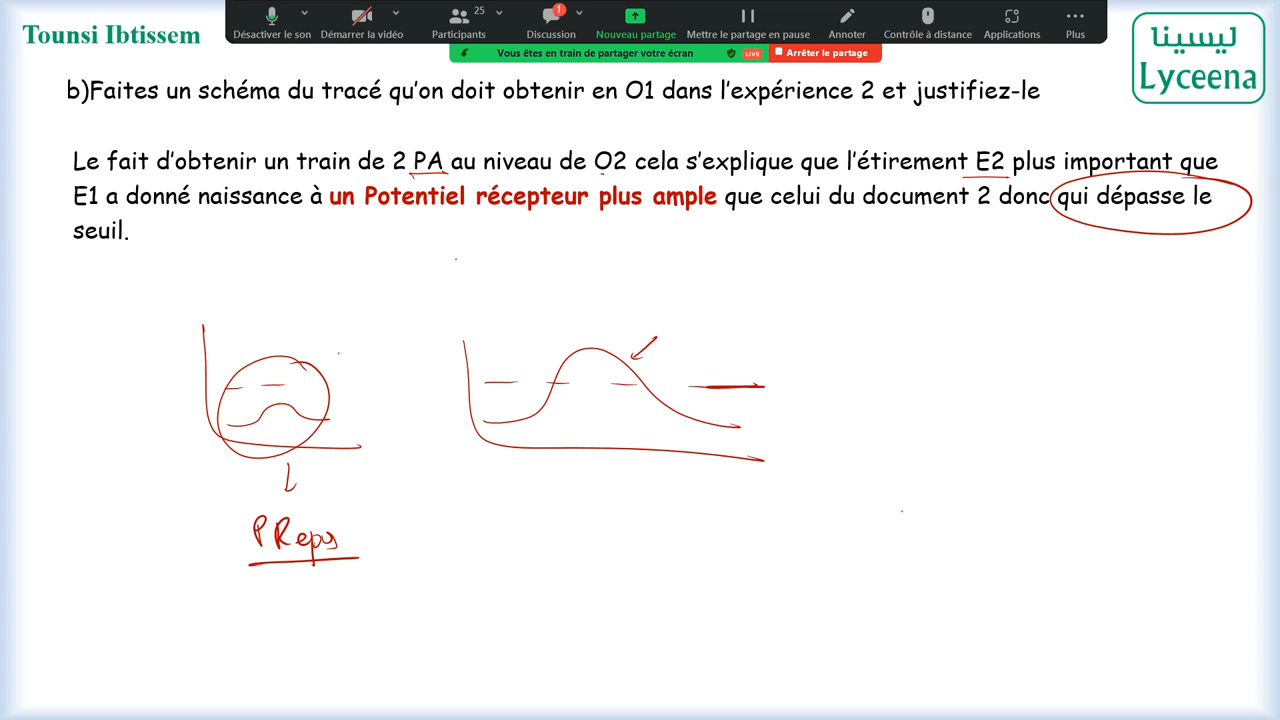 Tounsi Ibtissem
Désactiver le son
Démarrer la vidéo
25
Participants
1
Discussion
Nouveau partage
Mettre le partage en pause
Annoter
Contrôle à distance
Applications
Plus
Vous êtes en train de partager votre écran
LIVE
Arrêter le partage
ليسينا
Lyceena
b)Faites un schéma du tracé qu’on doit obtenir en O1 dans l’expérience 2 et justifiez-le
Le fait d’obtenir un train de 2 PA au niveau de O2 cela s’explique que l’étirement E2 plus important que
E1 a donné naissance à un Potentiel récepteur plus ample que celui du document 2 donc qui dépasse le
seuil.